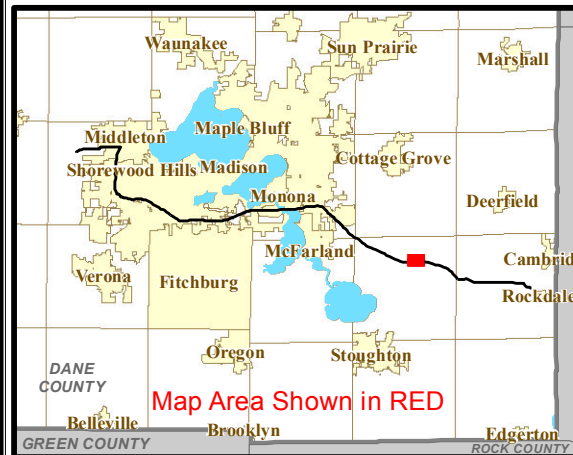 Waunakee
Sun Prairie
Marshall
Middleton
Maple Bluff
Shorewood Hills
Madison
Cottage Grove
Monona
Deerfield
McFarland
Cambrid
Verona
Fitchburg
Rockdale
Oregon
Stoughton
DANE
COUNTY
Map Area Shown in RED
Belleville
Brooklyn
Edgerton
GREEN COUNTY
ROCK COUNTY